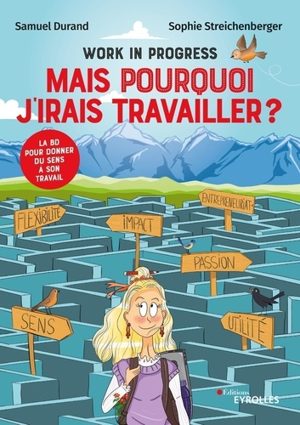 Samuel Durand
Sophie Streichenberger
WORK IN PROGRESS
MAIS POURQUOI
J'IRAIS TRAVAILLER ?
LA BD
POUR DONNER
DU SENS
À SON
TRAVAIL
FLEXIBILITÉ
IMPACT
ENTREPRENEURIAT
PASSION
SENS
UTILITÉ
Éditions
EYROLLES